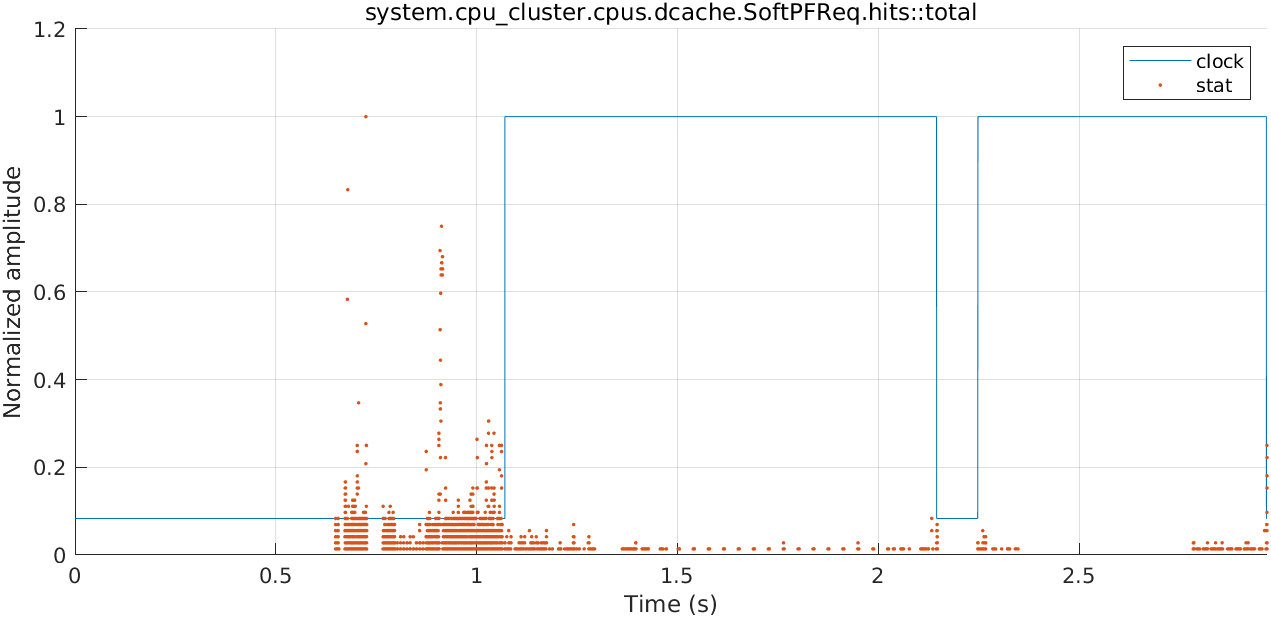 system.cpu_cluster.cpus.dcache.SoftPFReq.hits::total
1.2
1
0.8
0.6
0.4
0.2
0
Normalized amplitude
clock
stat
0 0.5 1 1.5 2 2.5
Time (s)